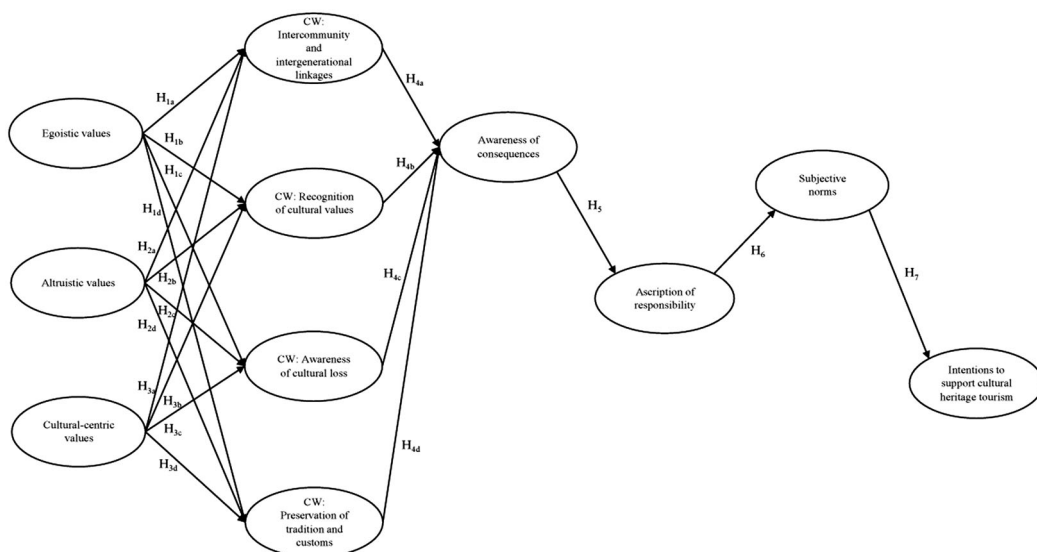 CW:
Intercommunity
and
intergenerational
linkages
H1a
H4a
Egoistic values
H1b
Awareness of
consequences
H1c
H4b
Subjective
norms
CW: Recognition
of cultural values
H1d
H5
H2a
H6
H4c
H7
Altruistic values
H2b
Ascription of
responsibility
H2c
H2d
CW: Awareness
of cultural loss
H3a
Intentions to
support cultural
heritage tourism
H3b
Cultural-centric
values
H3c
H4d
H3d
CW:
Preservation of
tradition and
customs